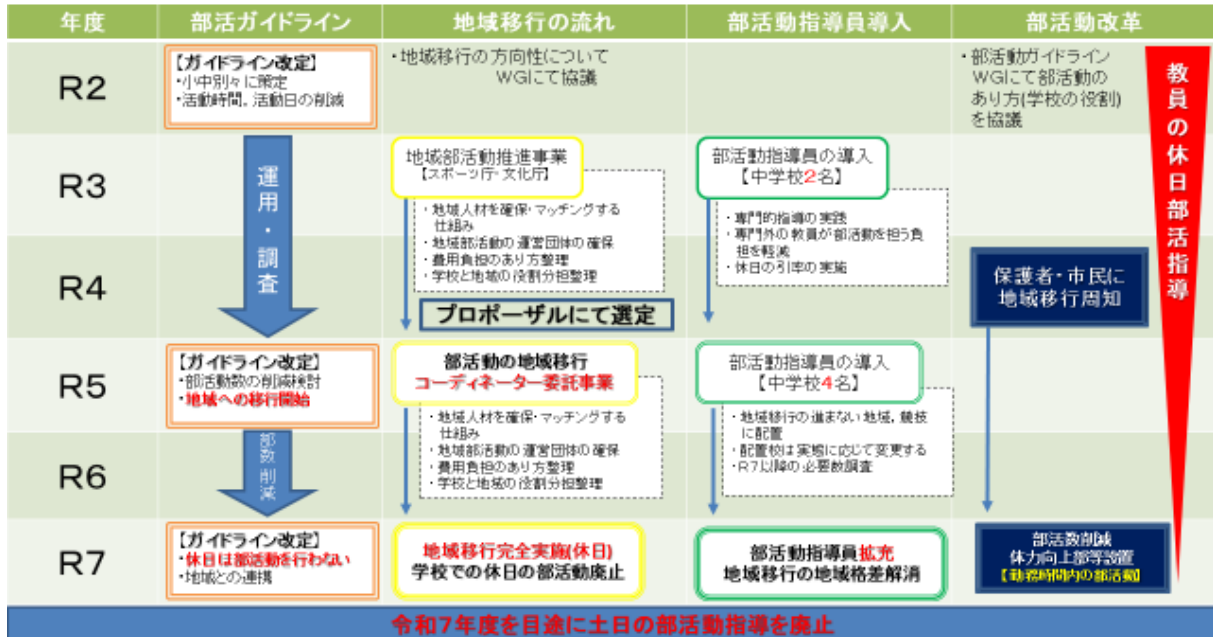 年度 部活ガイドライン 地域移行の流れ 部活動指導員導入 部活動改革
R2
【ガイドライン改定】
・小中別々に策定
・活動時間、活動日の削減
・地域移行の方向性について
WGにて協議
・部活動ガイドライン
WGにて部活動の
あり方(学校の役割)
を協議
教員の休日部活指導
R3
運用・調査
地域部活動推進事業
【スポーツ庁・文化庁】
・地域人材を確保・マッチングする
仕組み
・地域部活動の運営団体の確保
・費用負担のあり方整理
・学校と地域の役割分担整理
部活動指導員の導入
【中学校2名】
・専門的指導の実践
・専門外の教員が部活動を担う負
担を軽減
・休日の引率の実施
R4
プロポーザルにて選定
保護者・市民に
地域移行周知
R5
【ガイドライン改定】
・部活動数の削減検討
・地域への移行開始
部活動の地域移行
コーディネーター委託事業
・地域人材を確保・マッチングする
仕組み
・地域部活動の運営団体の確保
・費用負担のあり方整理
・学校と地域の役割分担整理
部活動指導員の導入
【中学校4名】
・地域移行の進まない地域、競技
に配置
・配置校は実態に応じて変更する
・R7以降の必要数調査
R6
部数削減
R7
【ガイドライン改定】
・休日は部活動を行わない
・地域との連携
地域移行完全実施(休日)
学校での休日の部活動廃止
部活動指導員拡充
地域移行の地域格差解消
部活数削減
体力向上部等設置
【勤務時間内の部活動】
令和7年度を目途に土日の部活動指導を廃止